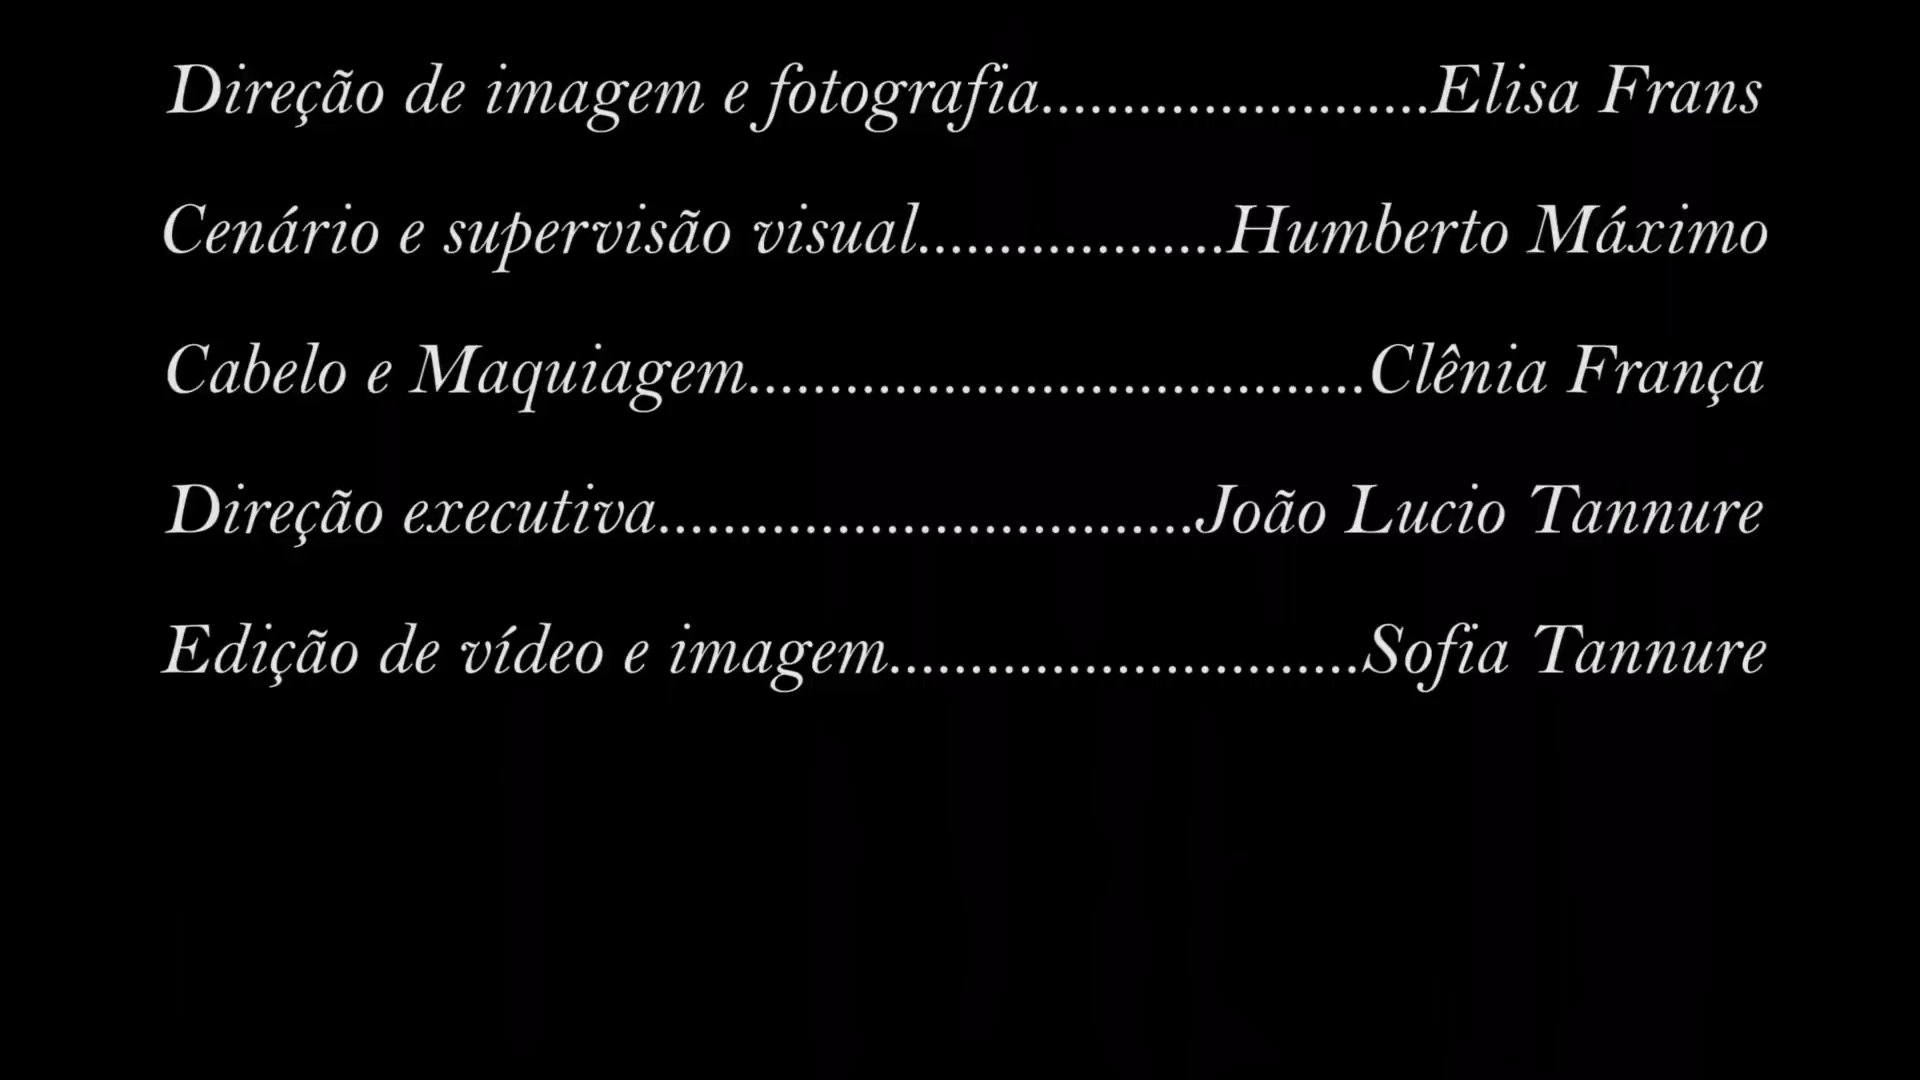 Direção de imagem e fotografia........................Elisa Frans
Cenário e supervisão visual...................Humberto Máximo
Cabelo e Maquiagem......................................Clênia França
Direção executiva.................................João Lucio Tannure
Edição de vídeo e imagem.............................Sofia Tannure